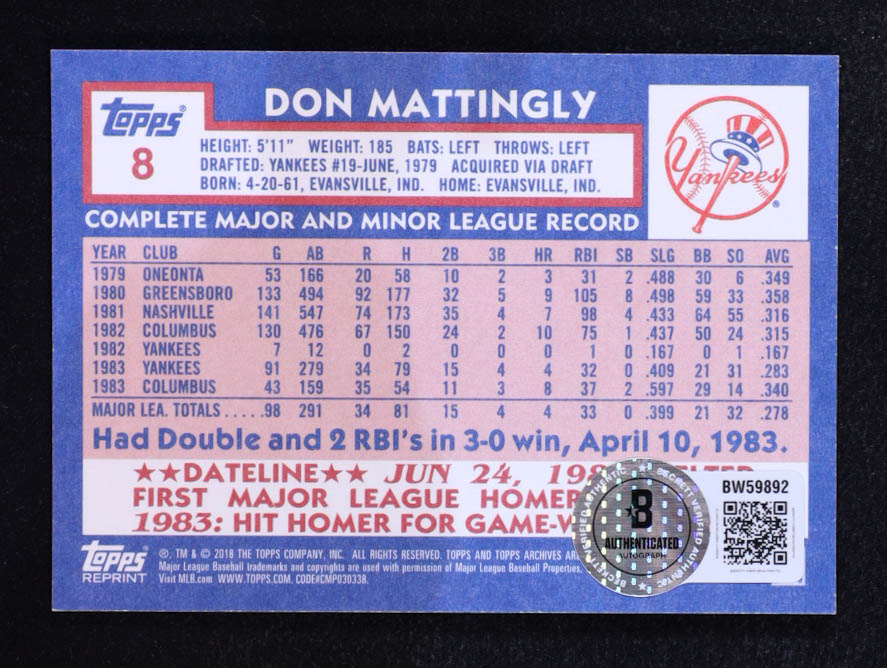 Topps®
8
DON MATTINGLY
HEIGHT: 5'11" WEIGHT: 185 BATS: LEFT THROWS: LEFT
DRAFTED: YANKEES #19-JUNE, 1979 ACQUIRED VIA DRAFT
BORN: 4-20-61, EVANSVILLE, IND. HOME: EVANSVILLE, IND.
Yankees®
COMPLETE MAJOR AND MINOR LEAGUE RECORD
YEAR CLUB G AB R H 2B 3B HR RBI SB SLG BB SO AVG
1979 ONEONTA 53 166 20 58 10 2 3 31 2 .488 30 6 .349
1980 GREENSBORO 133 494 92 177 32 5 9 105 8 .498 59 33 .358
1981 NASHVILLE 141 547 74 173 35 4 7 98 4 .433 64 55 .316
1982 COLUMBUS 130 476 67 150 24 2 10 75 1 .437 50 24 .315
1982 YANKEES 7 12 0 2 0 0 0 1 0 .167 0 1 .167
1983 YANKEES 91 279 34 79 15 4 4 32 0 .409 21 31 .283
1983 COLUMBUS 43 159 35 54 11 3 8 37 2 .597 29 14 .340
MAJOR LEA. TOTALS.....98 291 34 81 15 4 4 33 0 .399 21 32 .278
Had Double and 2 RBI's in 3-0 win, April 10, 1983.
★★DATELINE★★ JUN 24, 198
FIRST MAJOR LEAGUE HOMER
1983: HIT HOMER FOR GAME-W
B
AUTHENTICATED
AUTOGRAPH
BW59892
Topps
REPRINT
®, TM & © 2018 THE TOPPS COMPANY, INC. ALL RIGHTS RESERVED. TOPPS AND TOPPS ARCHIVES AR
Major League Baseball trademarks and copyrights are used with permission of Major League Baseball Properties,
Visit MLB.com WWW.TOPPS.COM. CODE#CMP030338.